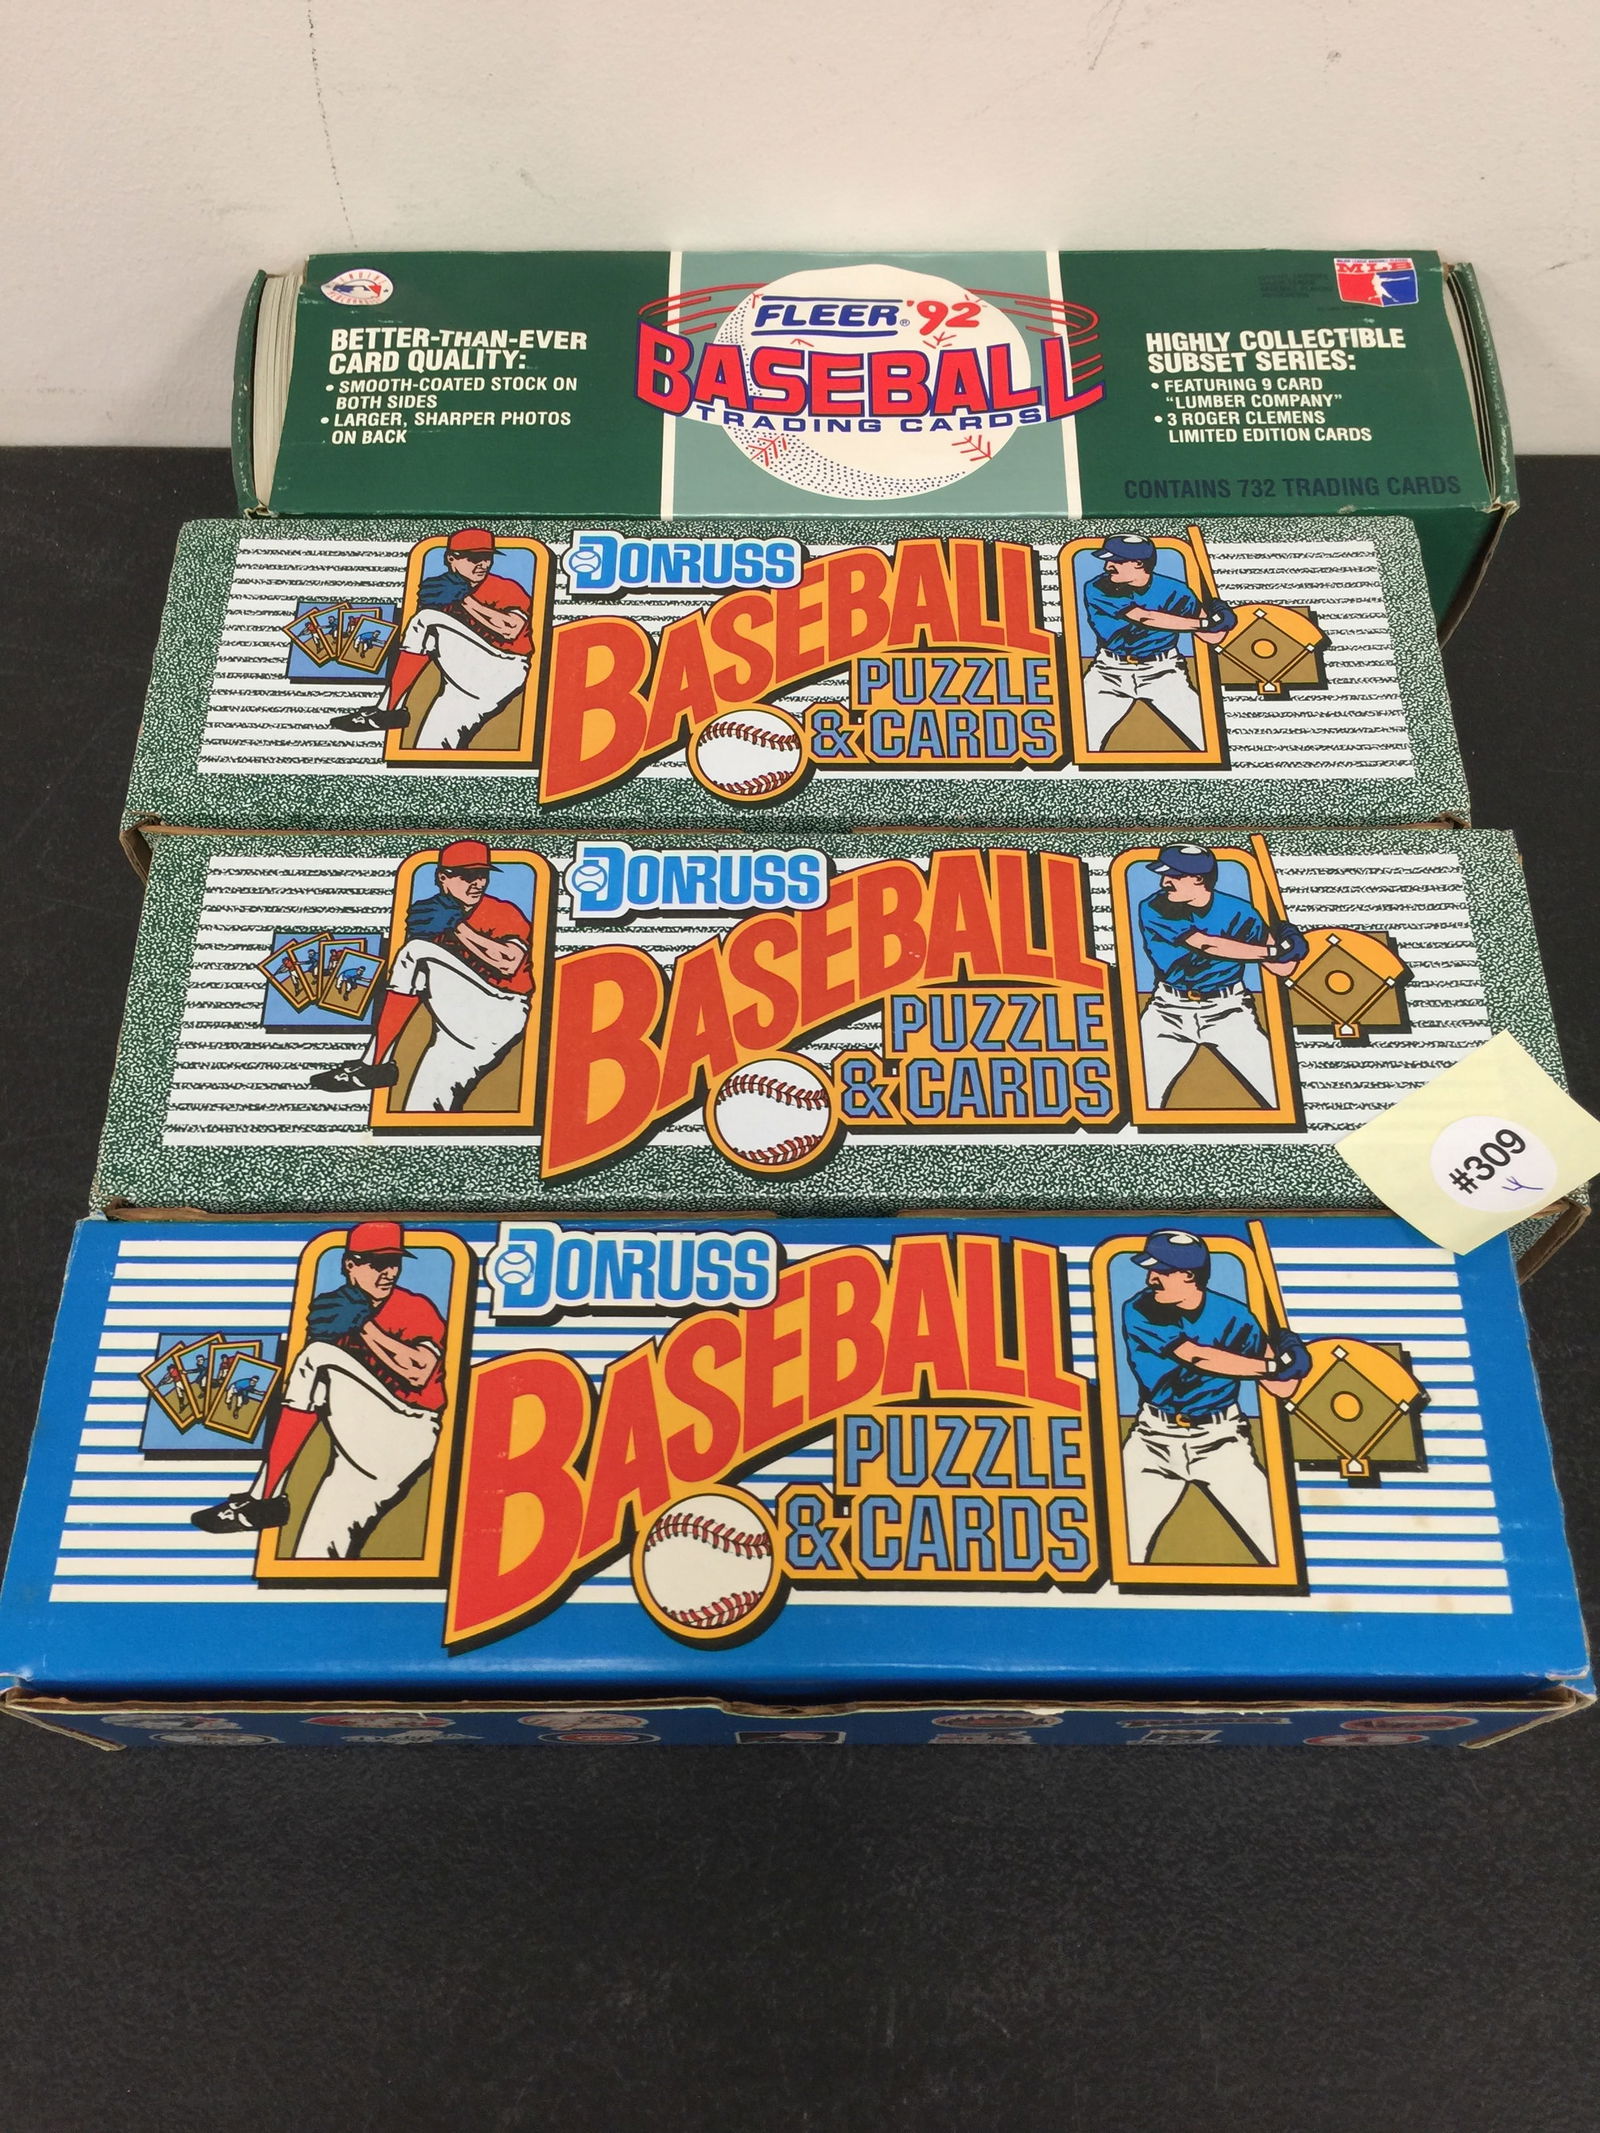 FLEER® '92
BASEBALL
TRADING CARDS
BETTER-THAN-EVER
CARD QUALITY:
• SMOOTH-COATED STOCK ON
BOTH SIDES
• LARGER, SHARPER PHOTOS
ON BACK
MLB
HIGHLY COLLECTIBLE
SUBSET SERIES:
• FEATURING 9 CARD
"LUMBER COMPANY"
• 3 ROGER CLEMENS
LIMITED EDITION CARDS
CONTAINS 732 TRADING CARDS
DONRUSS
BASEBALL
PUZZLE
& CARDS
DONRUSS
BASEBALL
PUZZLE
& CARDS
#309
DONRUSS
BASEBALL
PUZZLE
& CARDS